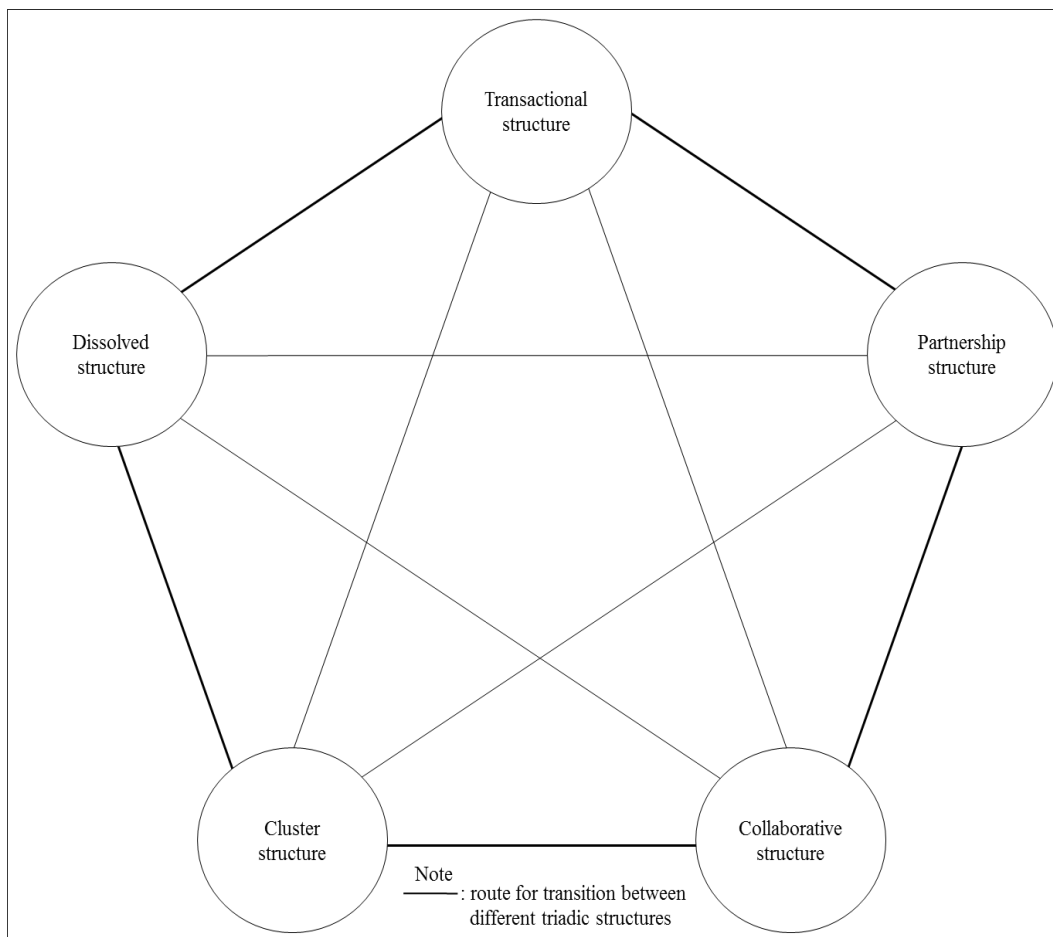 Transactional
structure
Dissolved
structure
Partnership
structure
Cluster
structure
Collaborative
structure
Note
: route for transition between
different triadic structures